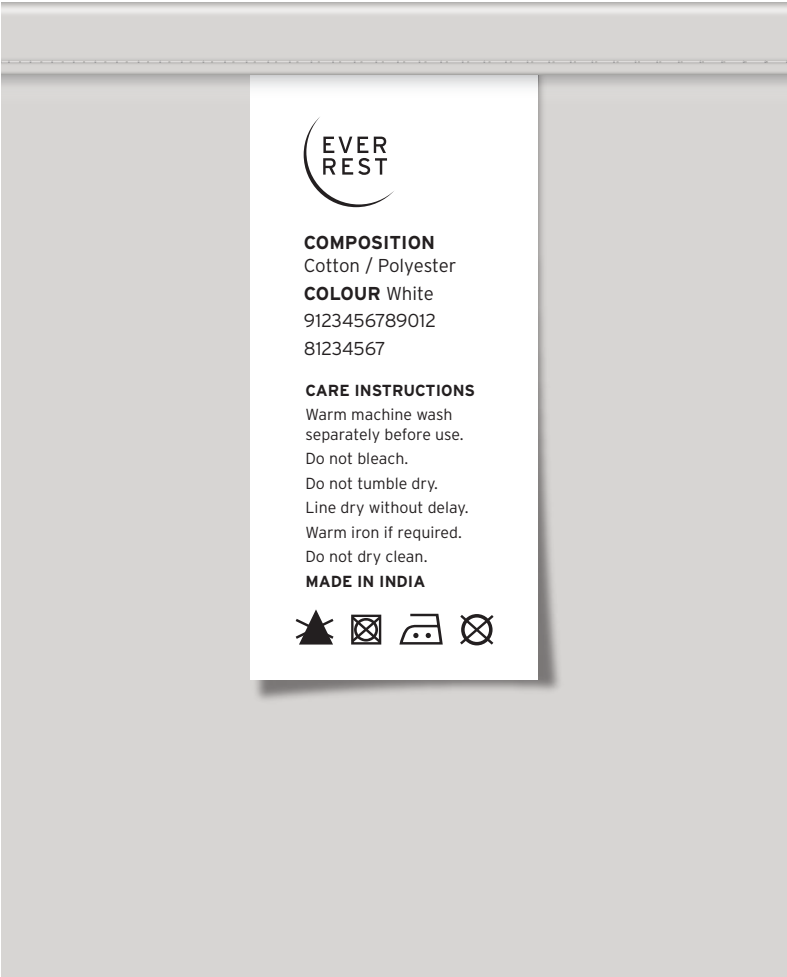 EVER
REST
COMPOSITION
Cotton / Polyester
COLOUR White
9123456789012
81234567
CARE INSTRUCTIONS
Warm machine wash
separately before use.
Do not bleach.
Do not tumble dry.
Line dry without delay.
Warm iron if required.
Do not dry clean.
MADE IN INDIA